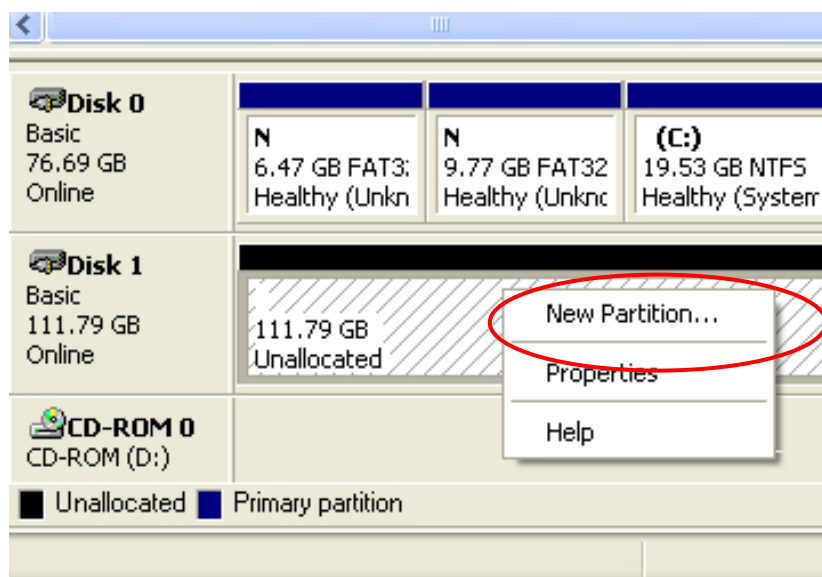 Disk 0
Basic
76.69 GB
Online
N
6.47 GB FAT3
Healthy (Unkn
N
9.77 GB FAT32
Healthy (Unknc
(C:)
19.53 GB NTFS
Healthy (System
Disk 1
Basic
111.79 GB
Online
111.79 GB
Unallocated
New Partition...
Properties
Help
CD-ROM 0
CD-ROM (D:)
Unallocated
Primary partition